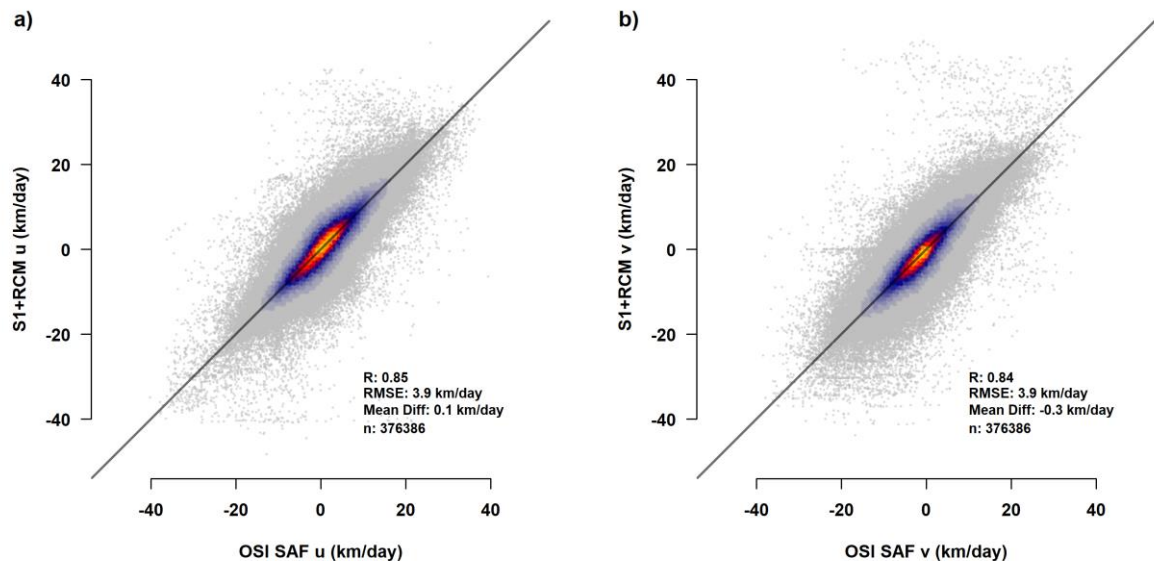 a)
S1+RCM u (km/day)
40
20
0
-20
-40
R: 0.85
RMSE: 3.9 km/day
Mean Diff: 0.1 km/day
n: 376386
-40 -20 0 20 40
OSI SAF u (km/day)
b)
S1+RCM v (km/day)
40
20
0
-20
-40
R: 0.84
RMSE: 3.9 km/day
Mean Diff: -0.3 km/day
n: 376386
-40 -20 0 20 40
OSI SAF v (km/day)